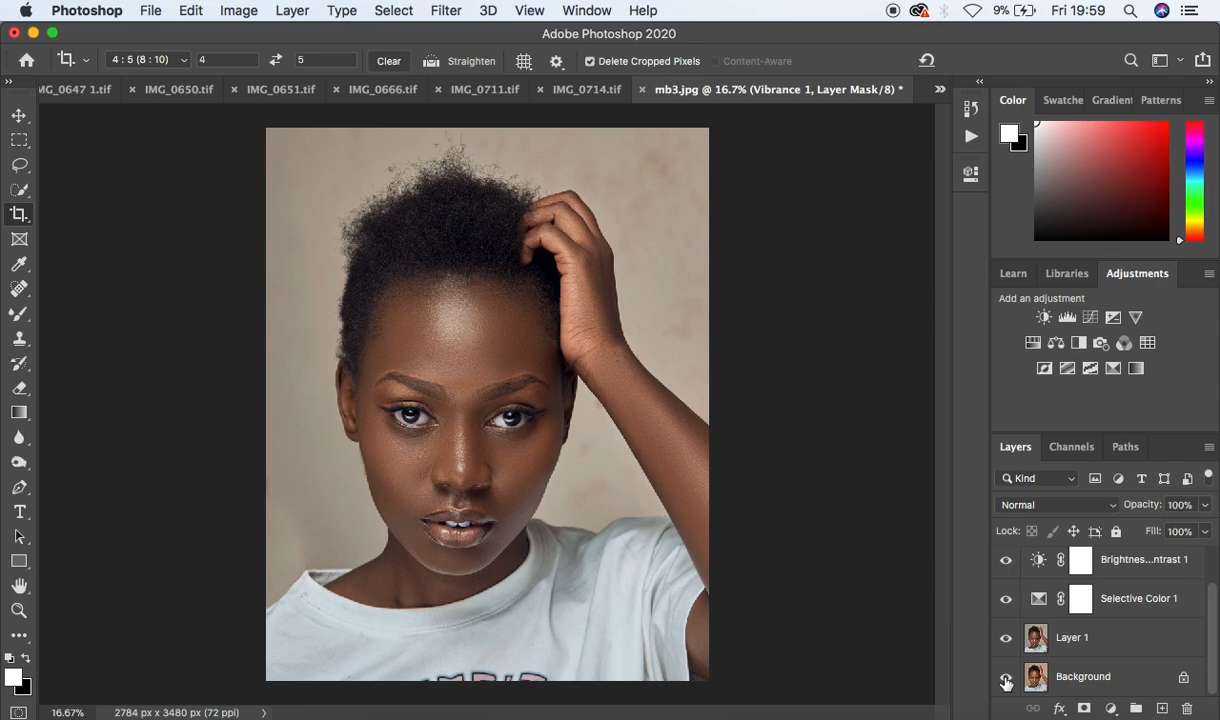 Photoshop File Edit Image Layer Type Select Filter 3D View Window Help 9% Fri 19:59
Adobe Photoshop 2020
4 : 5 (8 : 10) 4 5 Clear Straighten Delete Cropped Pixels Content-Aware
MG_0647 1.tif IMG_0650.tif IMG_0651.tif IMG_0666.tif IMG_0711.tif IMG_0714.tif mb3.jpg @ 16.7% (Vibrance 1, Layer Mask/8) *
Color Swatche Gradient Patterns
Learn Libraries Adjustments
Add an adjustment
Layers Channels Paths
Kind
Normal Opacity: 100%
Lock: Fill: 100%
Brightnes...ntrast 1
Selective Color 1
Layer 1
Background
16.67% 2784 px x 3480 px (72 ppi)